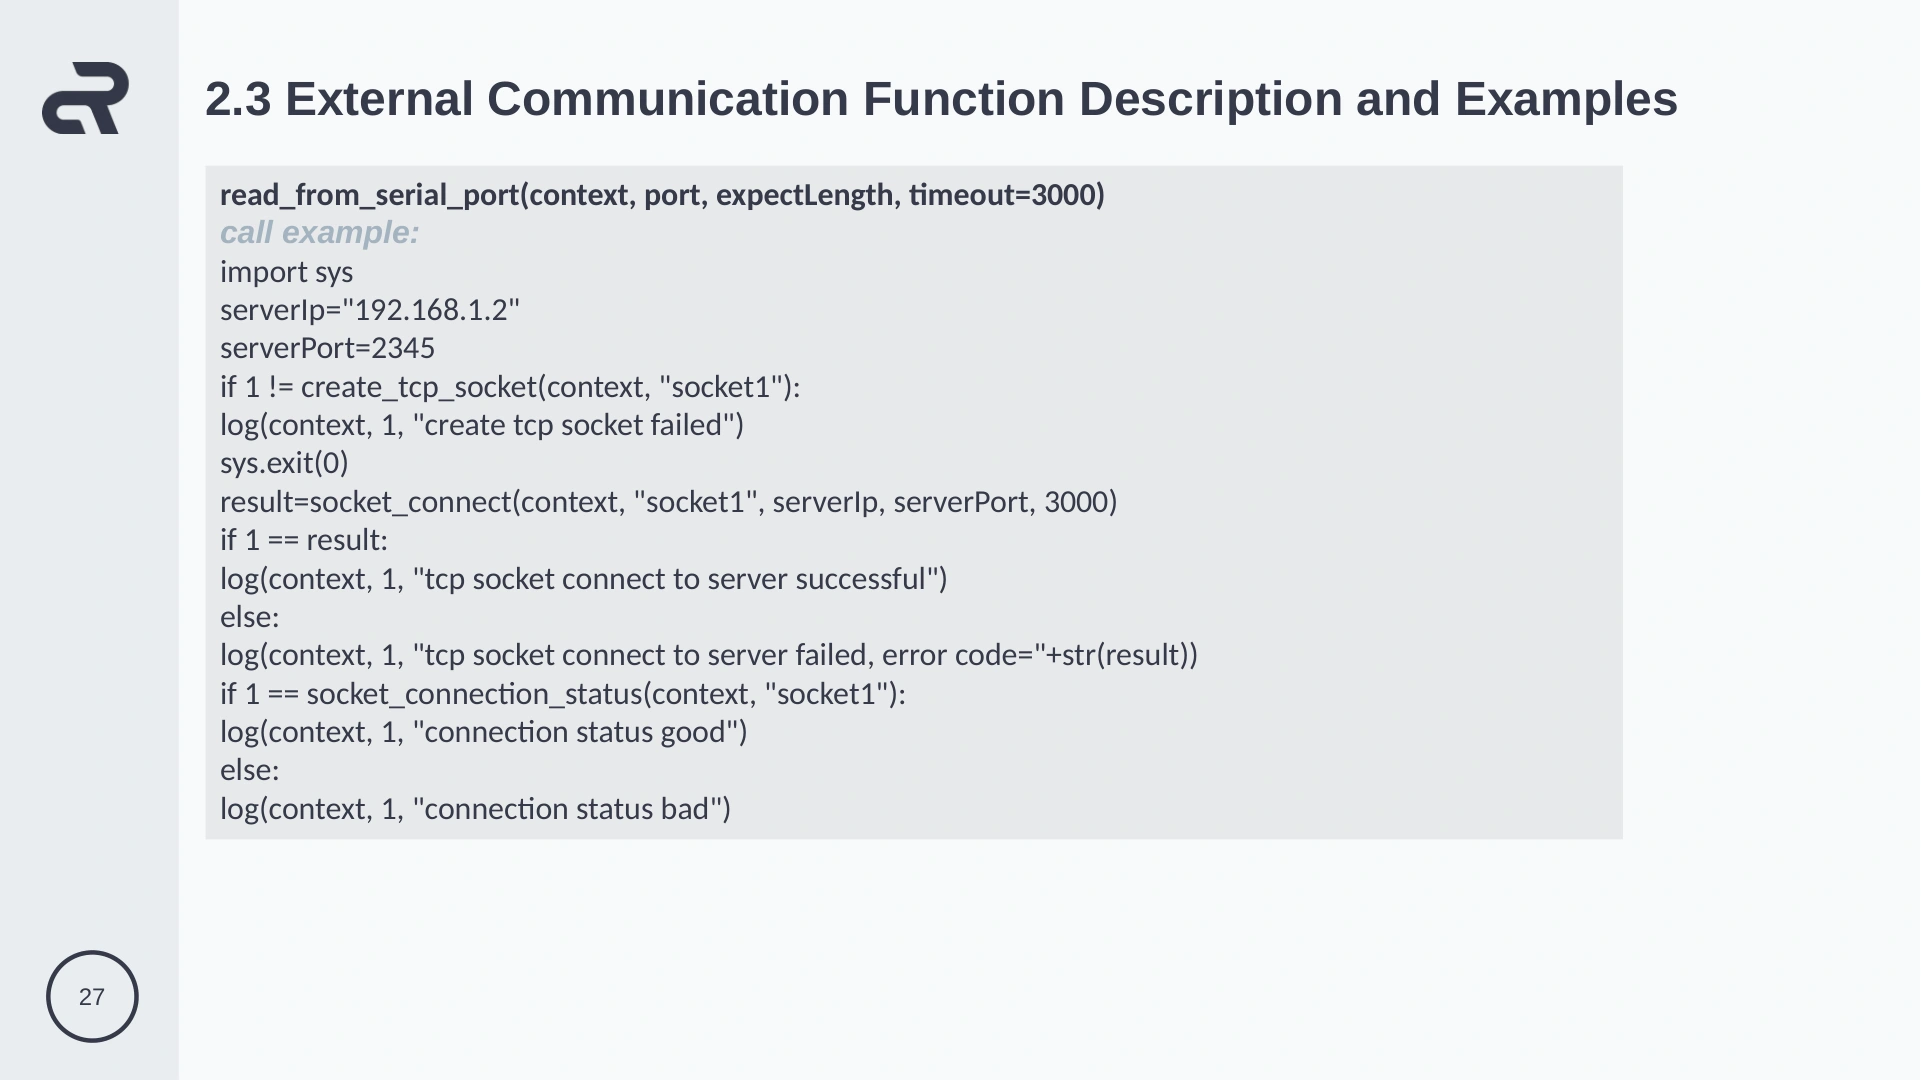 2.3 External Communication Function Description and Examples
read_from_serial_port(context, port, expectLength, timeout=3000)
call example:
import sys
serverIp="192.168.1.2"
serverPort=2345
if 1 != create_tcp_socket(context, "socket1"):
log(context, 1, "create tcp socket failed")
sys.exit(0)
result=socket_connect(context, "socket1", serverIp, serverPort, 3000)
if 1 == result:
log(context, 1, "tcp socket connect to server successful")
else:
log(context, 1, "tcp socket connect to server failed, error code="+str(result))
if 1 == socket_connection_status(context, "socket1"):
log(context, 1, "connection status good")
else:
log(context, 1, "connection status bad")
27